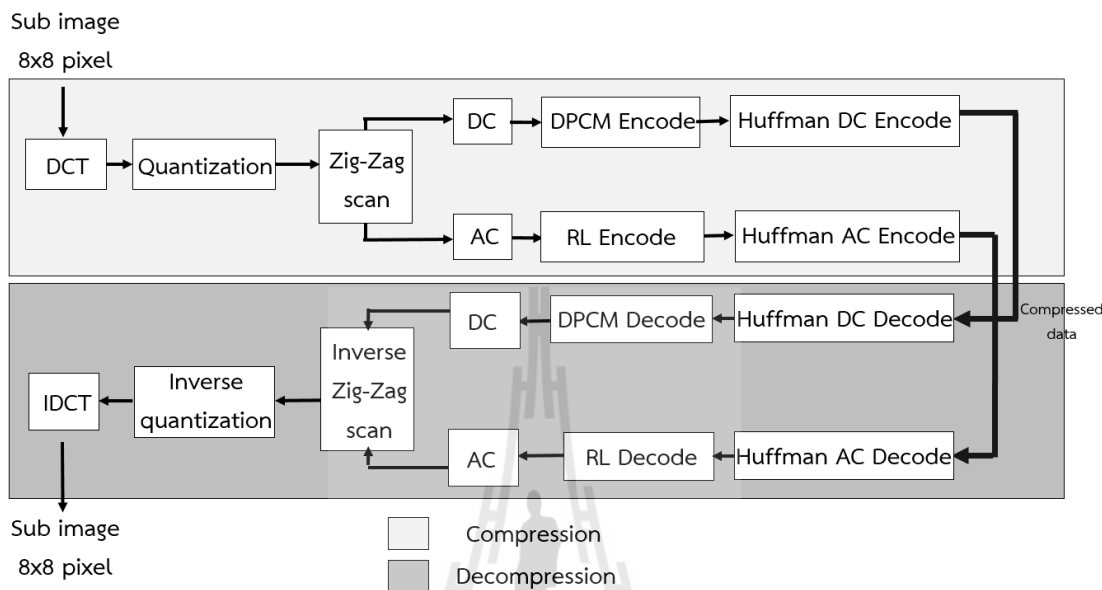 Sub image
8x8 pixel
DCT
Quantization
Zig-Zag
scan
DC
DPCM Encode
Huffman DC Encode
AC
RL Encode
Huffman AC Encode
Compressed
data
Huffman DC Decode
DPCM Decode
DC
Huffman AC Decode
RL Decode
AC
Inverse
Zig-Zag
scan
Inverse
quantization
IDCT
Sub image
8x8 pixel
Compression
Decompression